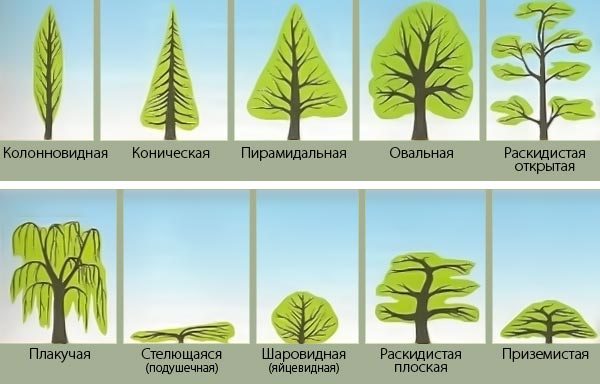 Колонновидная
Коническая
Пирамидальная
Овальная
Раскидистая
открытая
Плакучая
Стелющаяся
(подушечная)
Шаровидная
(яйцевидная)
Раскидистая
плоская
Приземистая